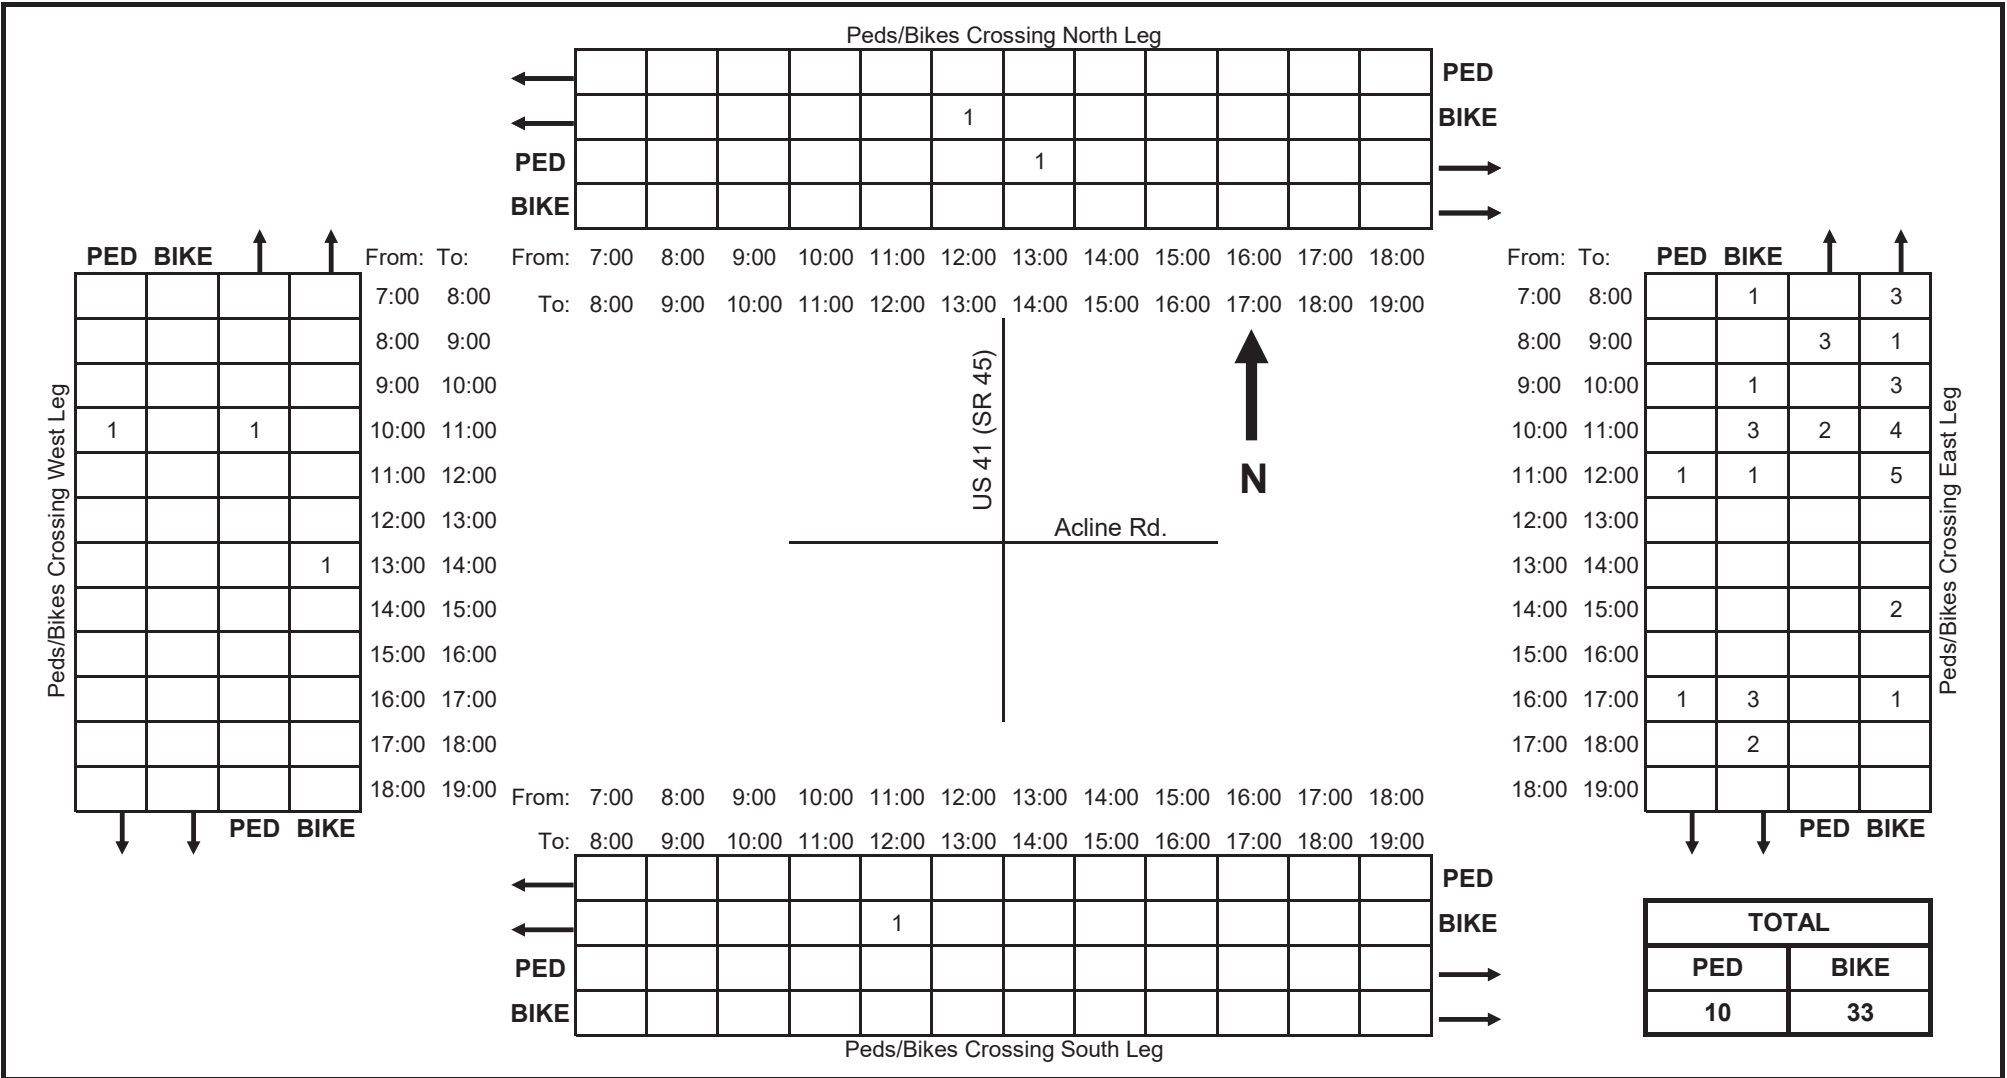 Peds/Bikes Crossing North Leg
PED
1 BIKE
PED 1
BIKE
PED BIKE From: To:
7:00 8:00
8:00 9:00
9:00 10:00
1 1 10:00 11:00
11:00 12:00
12:00 13:00
1 13:00 14:00
14:00 15:00
15:00 16:00
16:00 17:00
17:00 18:00
18:00 19:00
PED BIKE
Peds/Bikes Crossing West Leg
From: 7:00 8:00 9:00 10:00 11:00 12:00 13:00 14:00 15:00 16:00 17:00 18:00
To: 8:00 9:00 10:00 11:00 12:00 13:00 14:00 15:00 16:00 17:00 18:00 19:00
US 41 (SR 45)
N
Acline Rd.
From: To: PED BIKE
7:00 8:00 1 3
8:00 9:00 3 1
9:00 10:00 1 3
10:00 11:00 3 2 4
11:00 12:00 1 1 5
12:00 13:00
13:00 14:00
14:00 15:00 2
15:00 16:00
16:00 17:00 1 3 1
17:00 18:00 2
18:00 19:00
PED BIKE
Peds/Bikes Crossing East Leg
From: 7:00 8:00 9:00 10:00 11:00 12:00 13:00 14:00 15:00 16:00 17:00 18:00
To: 8:00 9:00 10:00 11:00 12:00 13:00 14:00 15:00 16:00 17:00 18:00 19:00
PED
1 BIKE
PED
BIKE
Peds/Bikes Crossing South Leg
TOTAL
PED BIKE
10 33